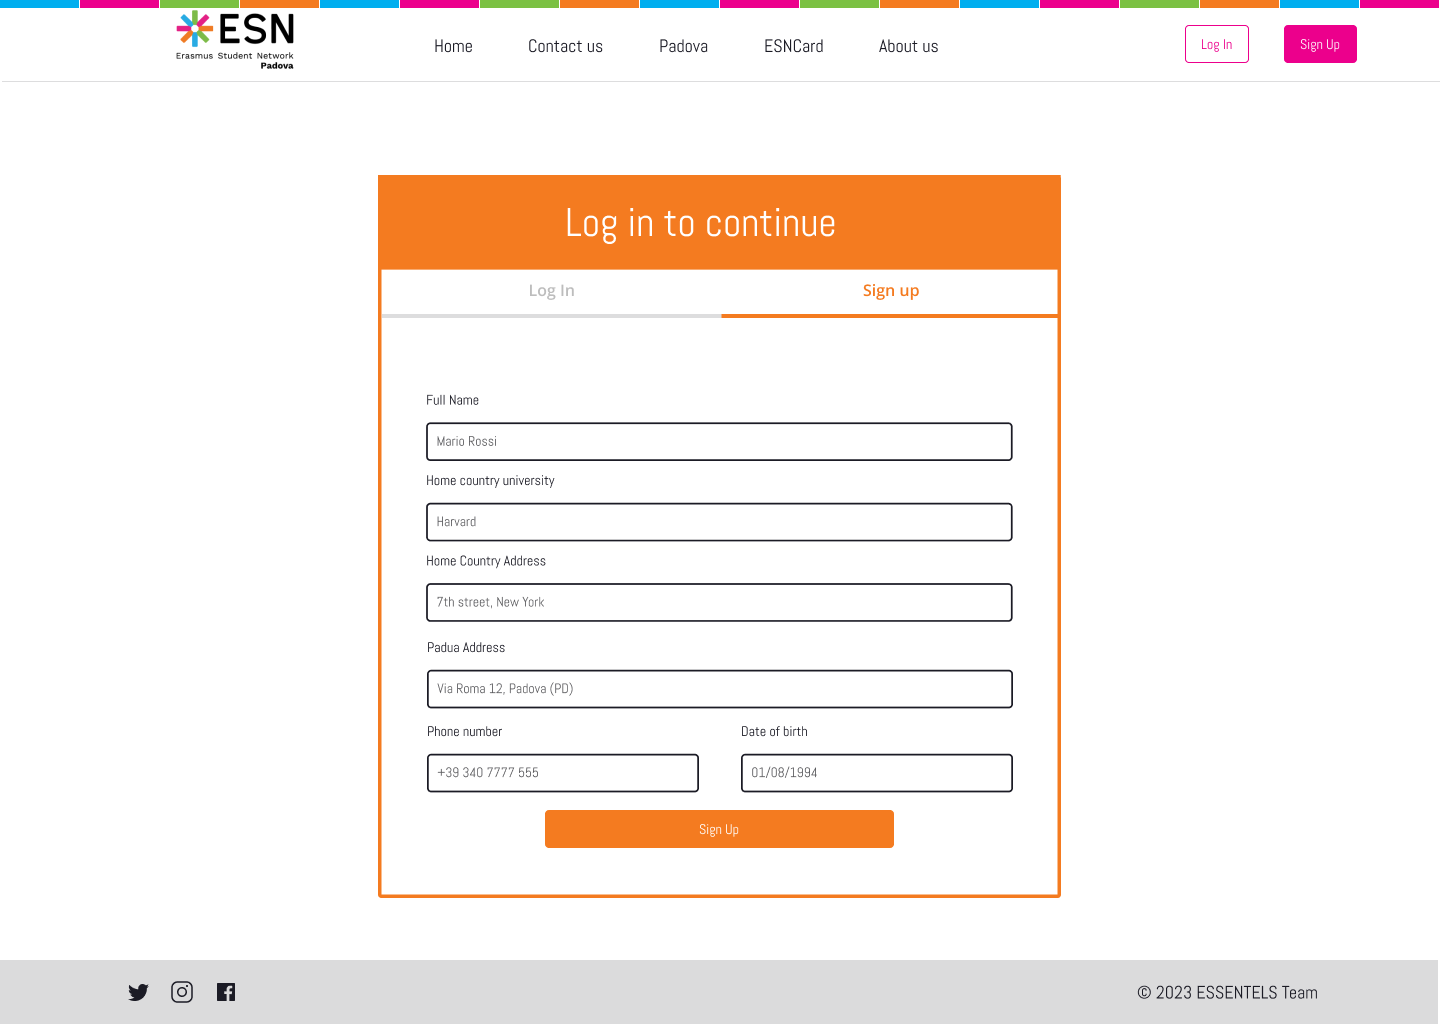 ESN
Erasmus Student Network
Padova
Home
Contact us
Padova
ESNCard
About us
Log In
Sign Up
Log in to continue
Log In
Sign up
Full Name
Mario Rossi
Home country university
Harvard
Home Country Address
7th street, New York
Padua Address
Via Roma 12, Padova (PD)
Phone number
Date of birth
+39 340 7777 555
01/08/1994
Sign Up
© 2023 ESSENTELS Team